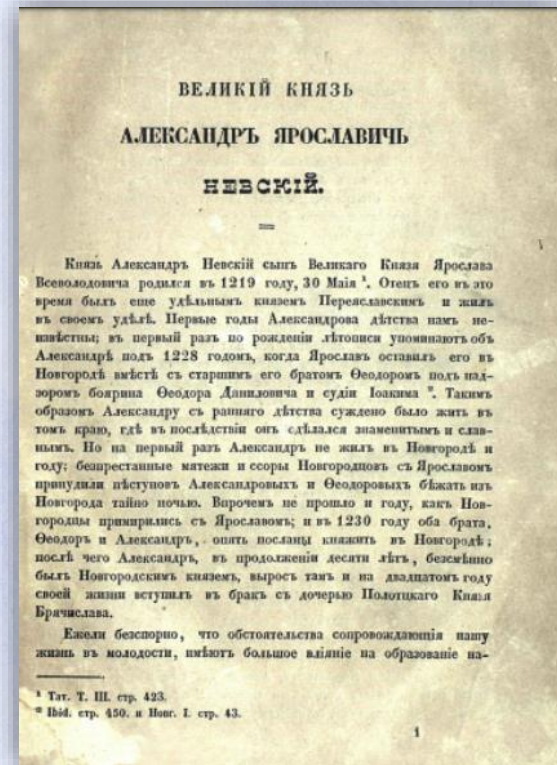 ВЕЛИКІЙ КНЯЗЬ
АЛЕКСАНДРЪ ЯРОСЛАВИЧЬ
НЕВСКІЙ.
Князь Александръ Невскій сынъ Великаго Князя Ярослава
Всеволодовича родился въ 1219 году, 30 Маія ¹. Отецъ его въ это
время былъ еще удѣльнымъ княземъ Переяславскимъ и жилъ
въ своемъ удѣлѣ. Первые годы Александрова дѣтства намъ не-
извѣстны; въ первый разъ по рожденіи лѣтописи упоминаютъ объ
Александрѣ подъ 1228 годомъ, когда Ярославъ оставилъ его въ
Новгородѣ вмѣстѣ съ старшимъ его братомъ Ѳеодоромъ подъ над-
зоромъ боярина Ѳеодора Даниловича и судіи Іоакима ². Такимъ
образомъ Александру съ ранняго дѣтства суждено было жить въ
томъ краю, гдѣ въ послѣдствіи онъ сдѣлался знаменитымъ и слав-
нымъ. Но на первый разъ Александръ не жилъ въ Новгородѣ и
году; безпрестанные мятежи и ссоры Новгородцовъ съ Ярославомъ
принудили пѣстуновъ Александровыхъ и Ѳеодоровыхъ бѣжать изъ
Новгорода тайно ночью. Впрочемъ не прошло и году, какъ Нов-
городцы примирились съ Ярославомъ; и въ 1230 году оба брата,
Ѳеодоръ и Александръ, опять посланы княжить въ Новгородѣ;
послѣ чего Александръ, въ продолженіи десяти лѣтъ, безсмѣнно
былъ Новгородскимъ княземъ, выросъ тамъ и на двадцатомъ году
своей жизни вступилъ въ бракъ съ дочерью Полотцкаго Князя
Брячислава.
Ежели безспорно, что обстоятельства сопровождающія нашу
жизнь въ молодости, имѣютъ большое вліяніе на образованіе на-
¹ Тат. Т. III. стр. 423.
² Ibid. стр. 450. и Новг. I. стр. 43.
1